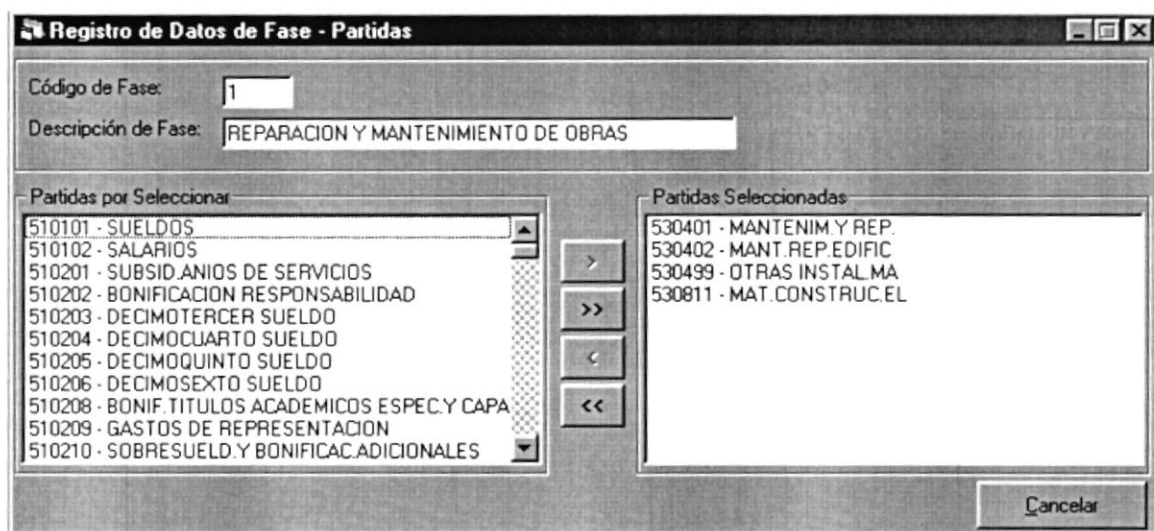 Registro de Datos de Fase - Partidas
Código de Fase: 1
Descripción de Fase: REPARACION Y MANTENIMIENTO DE OBRAS
Partidas por Seleccionar
510101 - SUELDOS
510102 - SALARIOS
510201 - SUBSID.ANIOS DE SERVICIOS
510202 - BONIFICACION RESPONSABILIDAD
510203 - DECIMOTERCER SUELDO
510204 - DECIMOCUARTO SUELDO
510205 - DECIMOQUINTO SUELDO
510206 - DECIMOSEXTO SUELDO
510208 - BONIF.TITULOS ACADEMICOS ESPEC.Y CAPA
510209 - GASTOS DE REPRESENTACION
510210 - SOBRESUELD.Y BONIFICAC.ADICIONALES
>
>>
<
<<
Partidas Seleccionadas
530401 - MANTENIM.Y REP.
530402 - MANT.REP.EDIFIC
530499 - OTRAS INSTAL.MA
530811 - MAT.CONSTRUC.EL
Cancelar